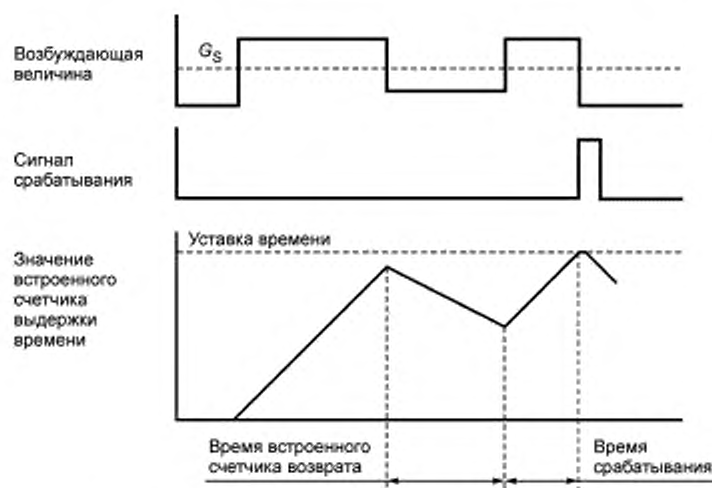 Возбуждающая
величина
G_S
Сигнал
срабатывания
Уставка времени
Значение
встроенного
счетчика
выдержки
времени
Время встроенного
счетчика возврата
Время
срабатывания